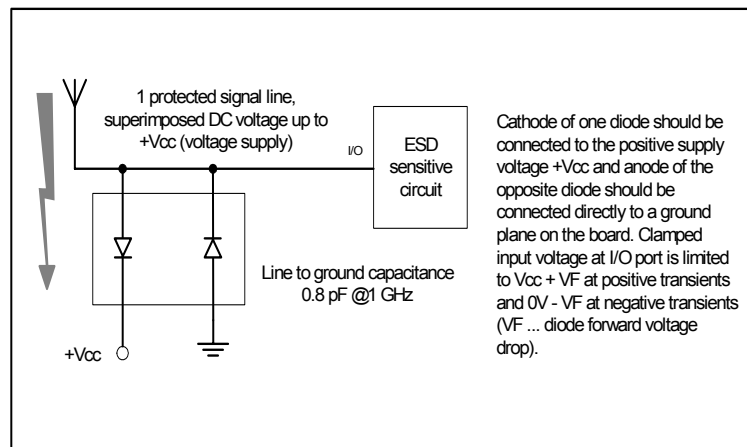 1 protected signal line,
superimposed DC voltage up to
+Vcc (voltage supply)
I/O
ESD
sensitive
circuit
Line to ground capacitance
0.8 pF @1 GHz
+Vcc
Cathode of one diode should be
connected to the positive supply
voltage +Vcc and anode of the
opposite diode should be
connected directly to a ground
plane on the board. Clamped
input voltage at I/O port is limited
to Vcc + VF at positive transients
and 0V - VF at negative transients
(VF ... diode forward voltage
drop).